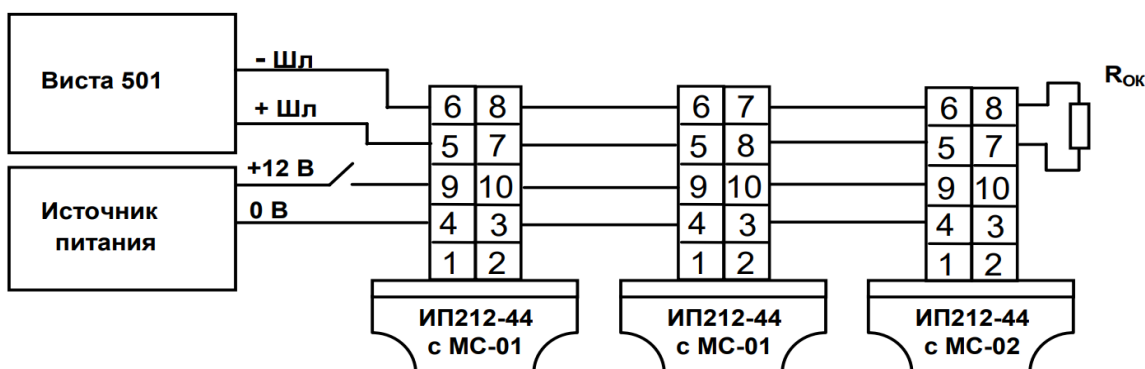 - Шл
Виста 501
+ Шл
R ОК
6 8
5 7
9 10
4 3
1 2
6 7
5 8
9 10
4 3
1 2
6 8
5 7
9 10
4 3
1 2
+12 В
0 В
Источник
питания
ИП212-44
с МС-01
ИП212-44
с МС-01
ИП212-44
с МС-02